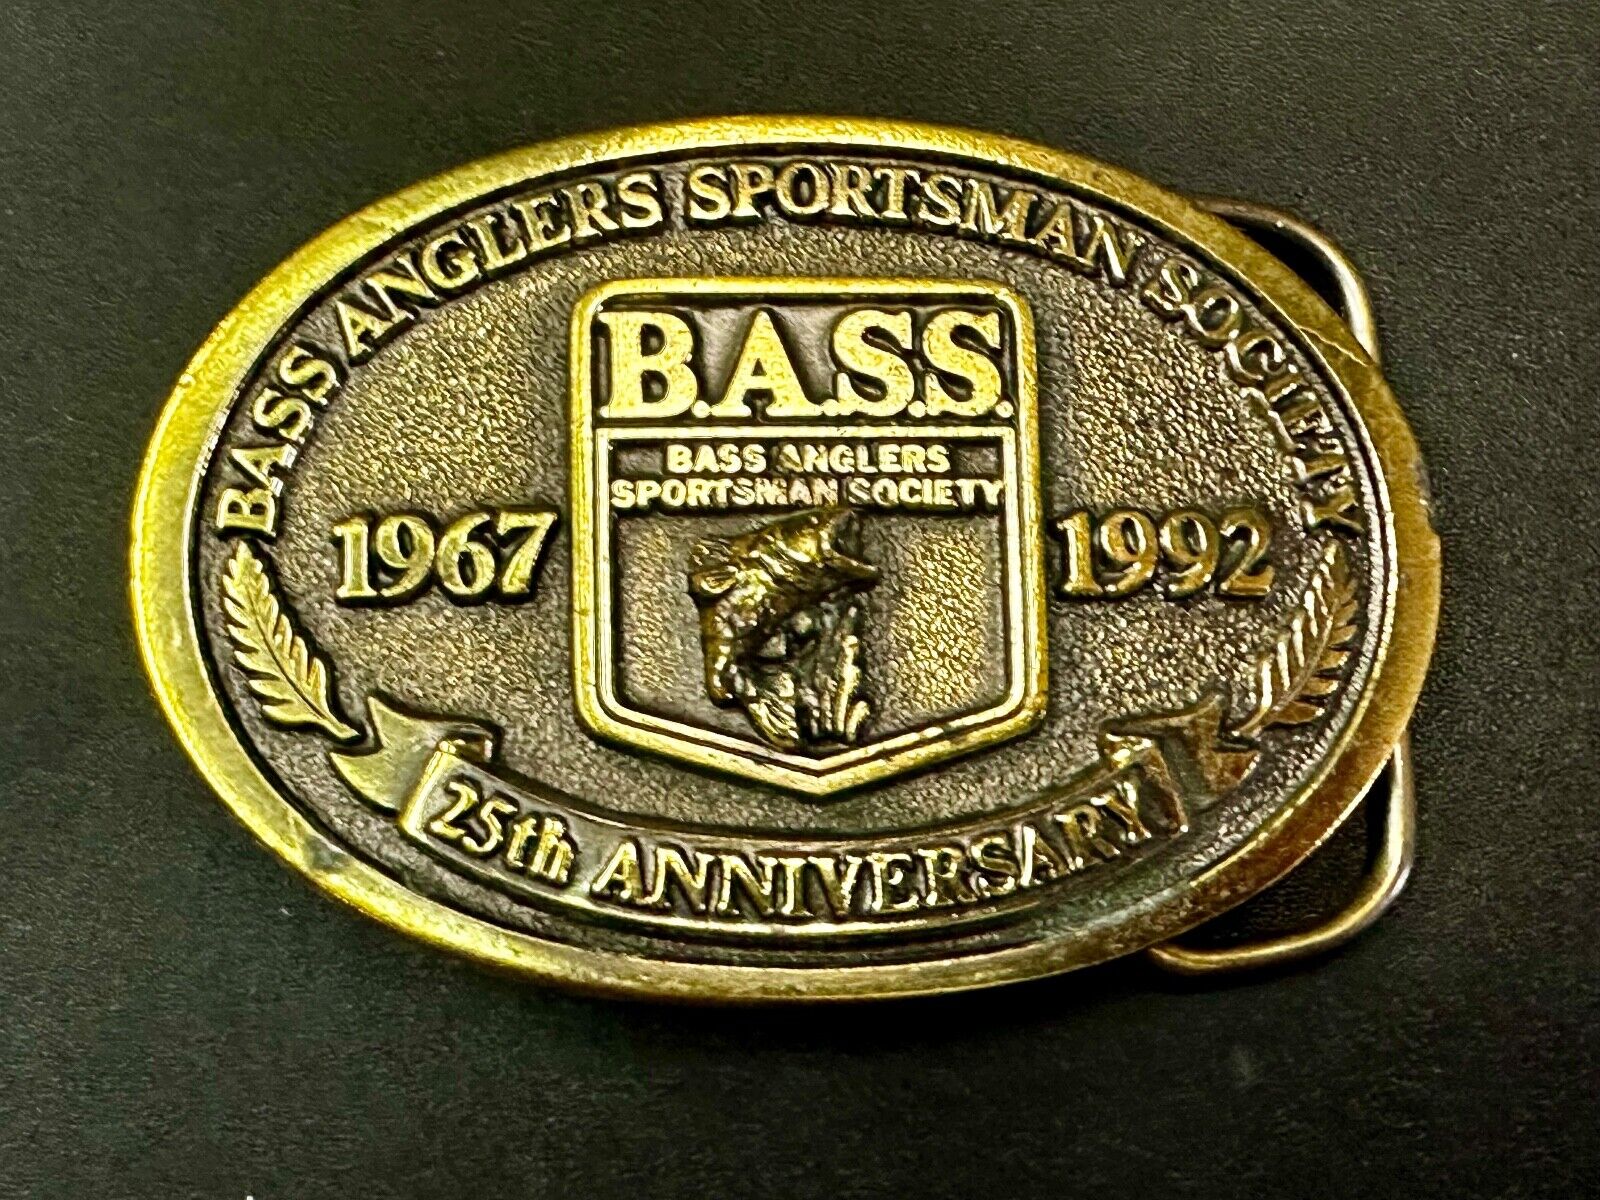 BASS ANGLERS SPORTSMAN SOCIETY
B.A.S.S.
BASS ANGLERS
SPORTSMAN SOCIETY
1967
1992
25th ANNIVERSARY